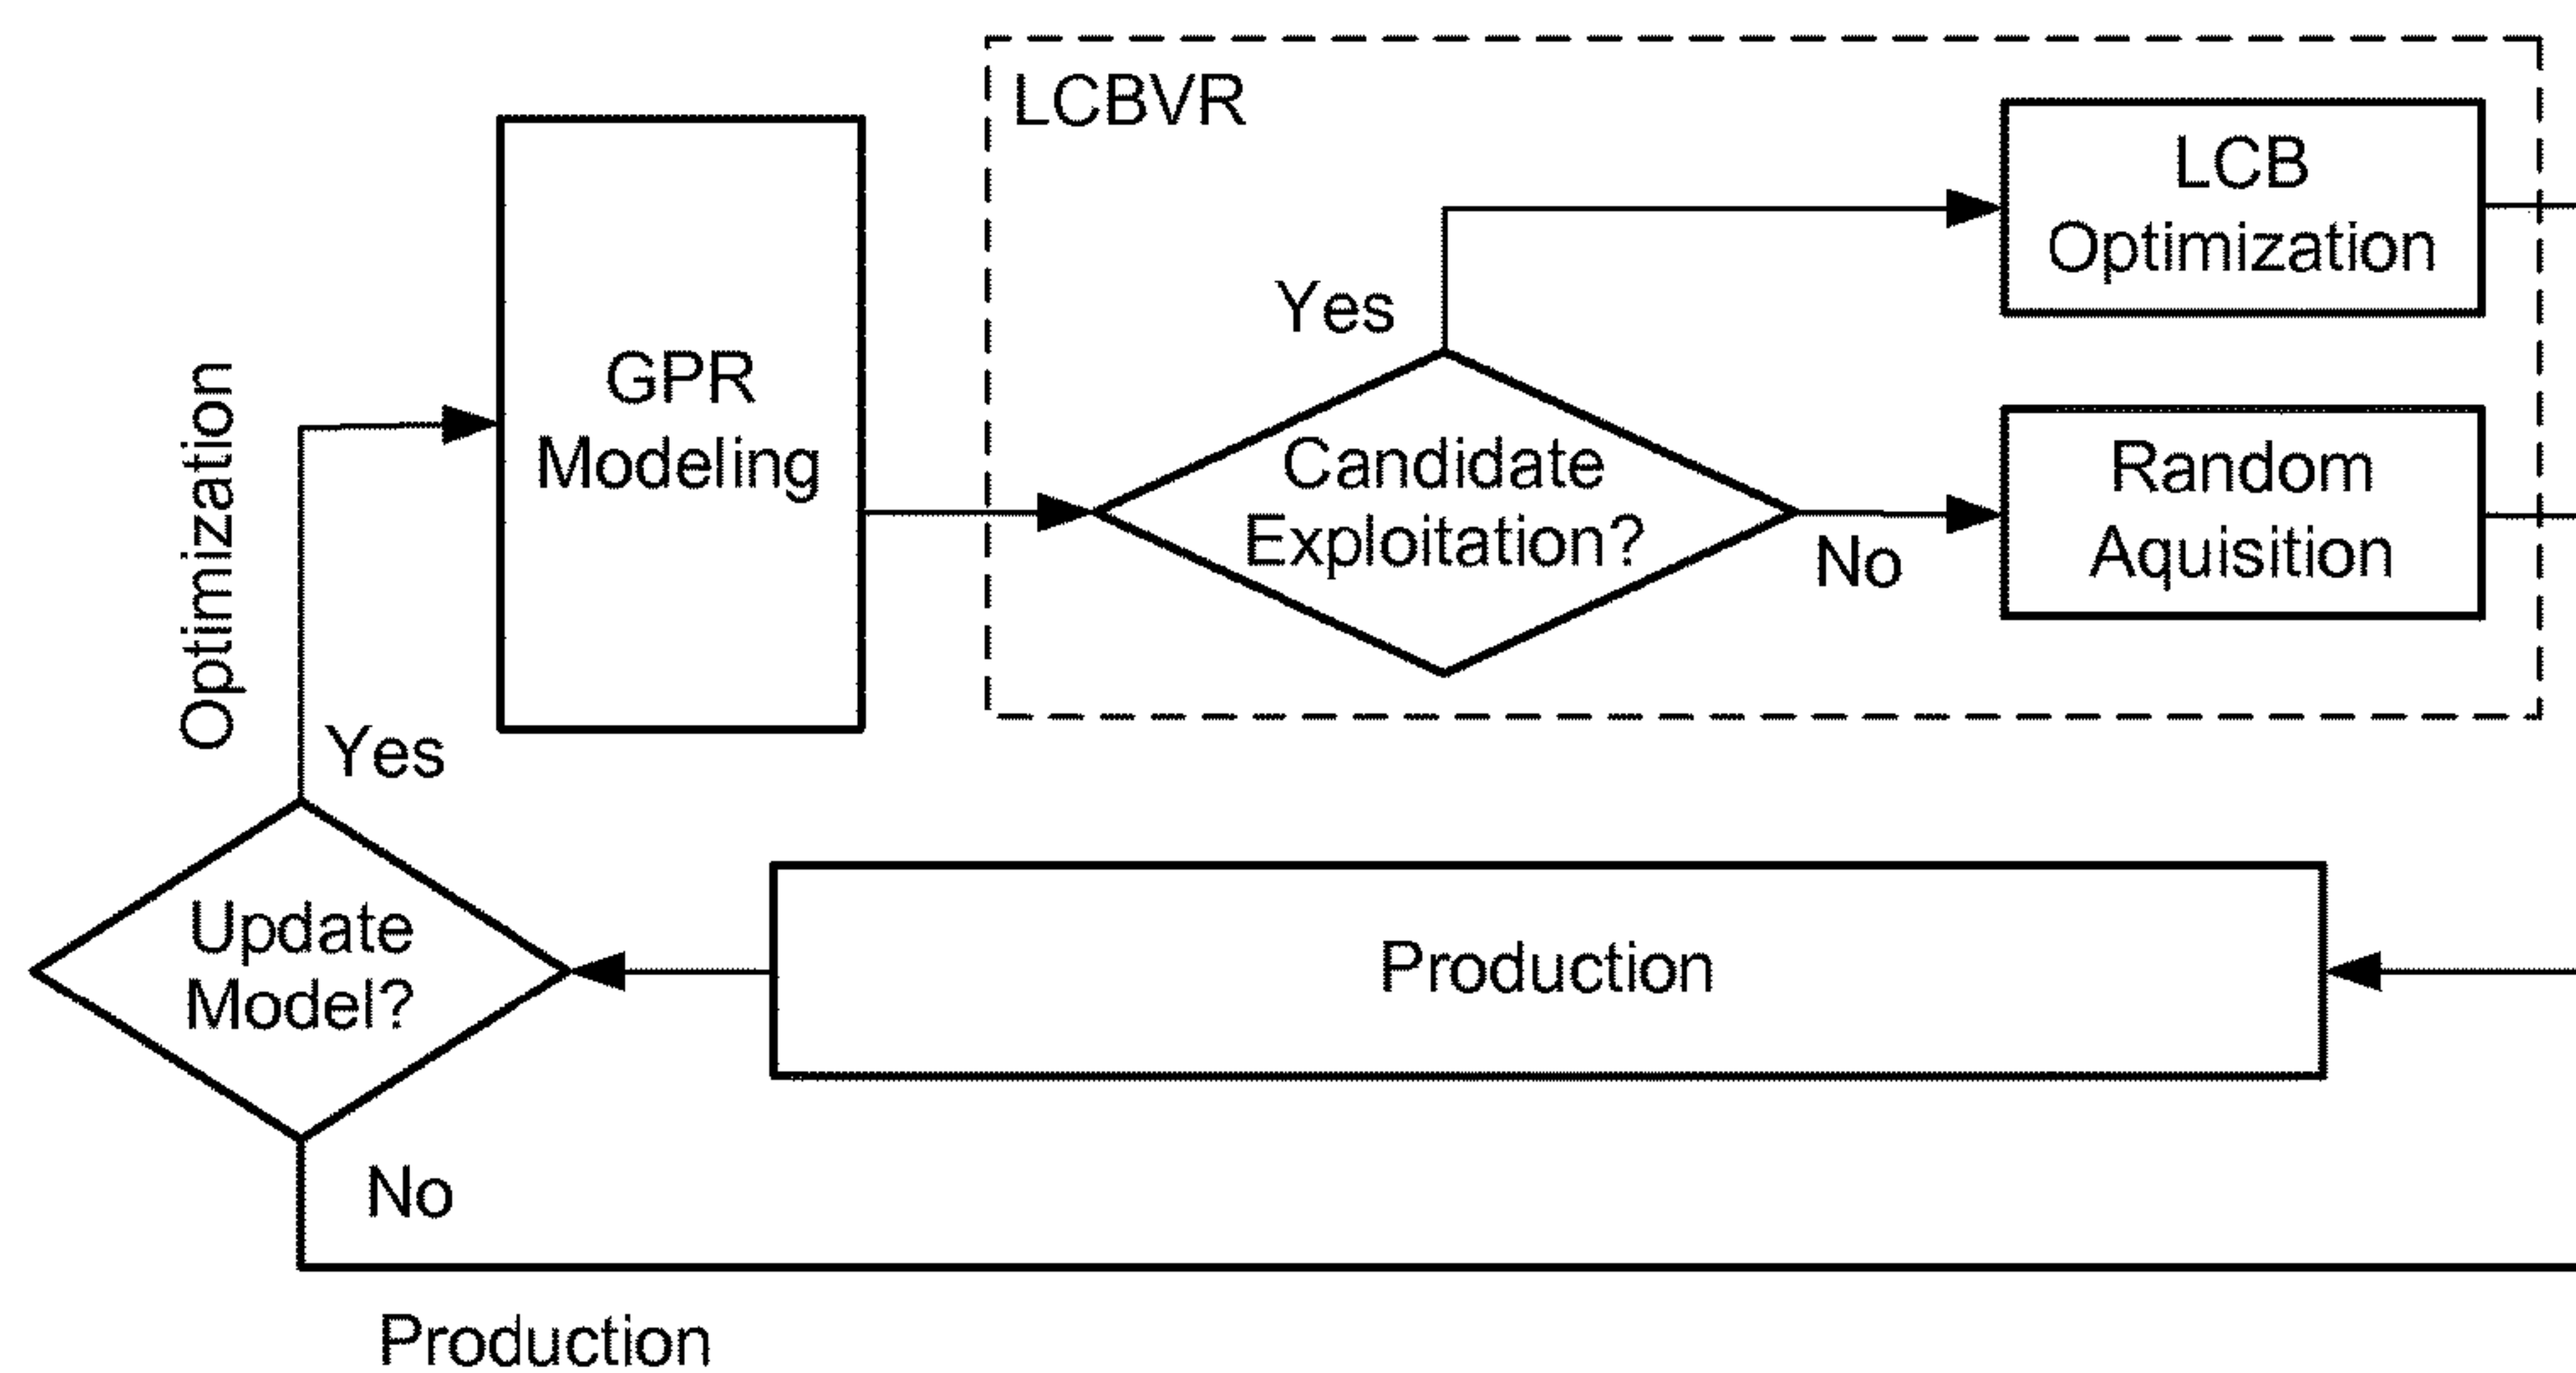 LCBVR
LCB
Optimization
Yes
GPR
Modeling
Candidate
Exploitation?
No
Random
Aquisition
Optimization
Yes
Update
Model?
Production
No
Production